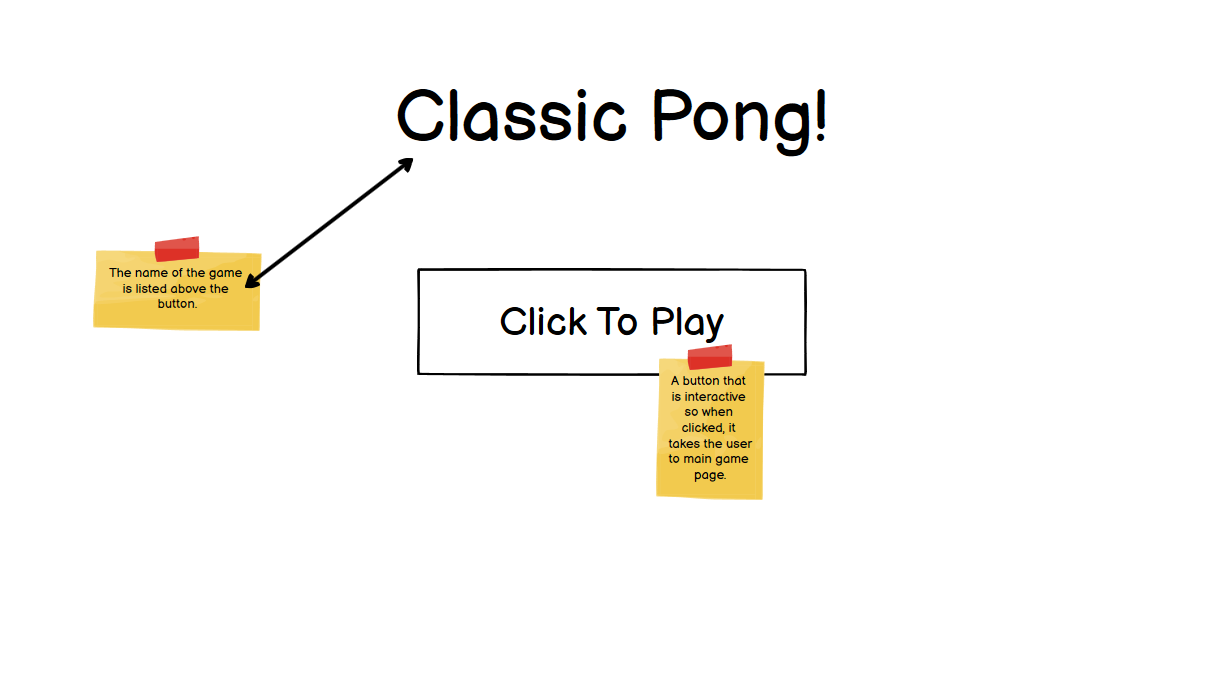 Classic Pong!
The name of the game
is listed above the
button.
Click To Play
A button that
is interactive
so when
clicked, it
takes the user
to main game
page.